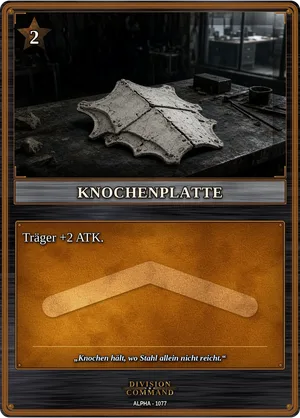 2
KNOCHENPLATTE
Träger +2 ATK.
„Knochen hält, wo Stahl allein nicht reicht.“
DIVISION
COMMAND
ALPHA - 1077